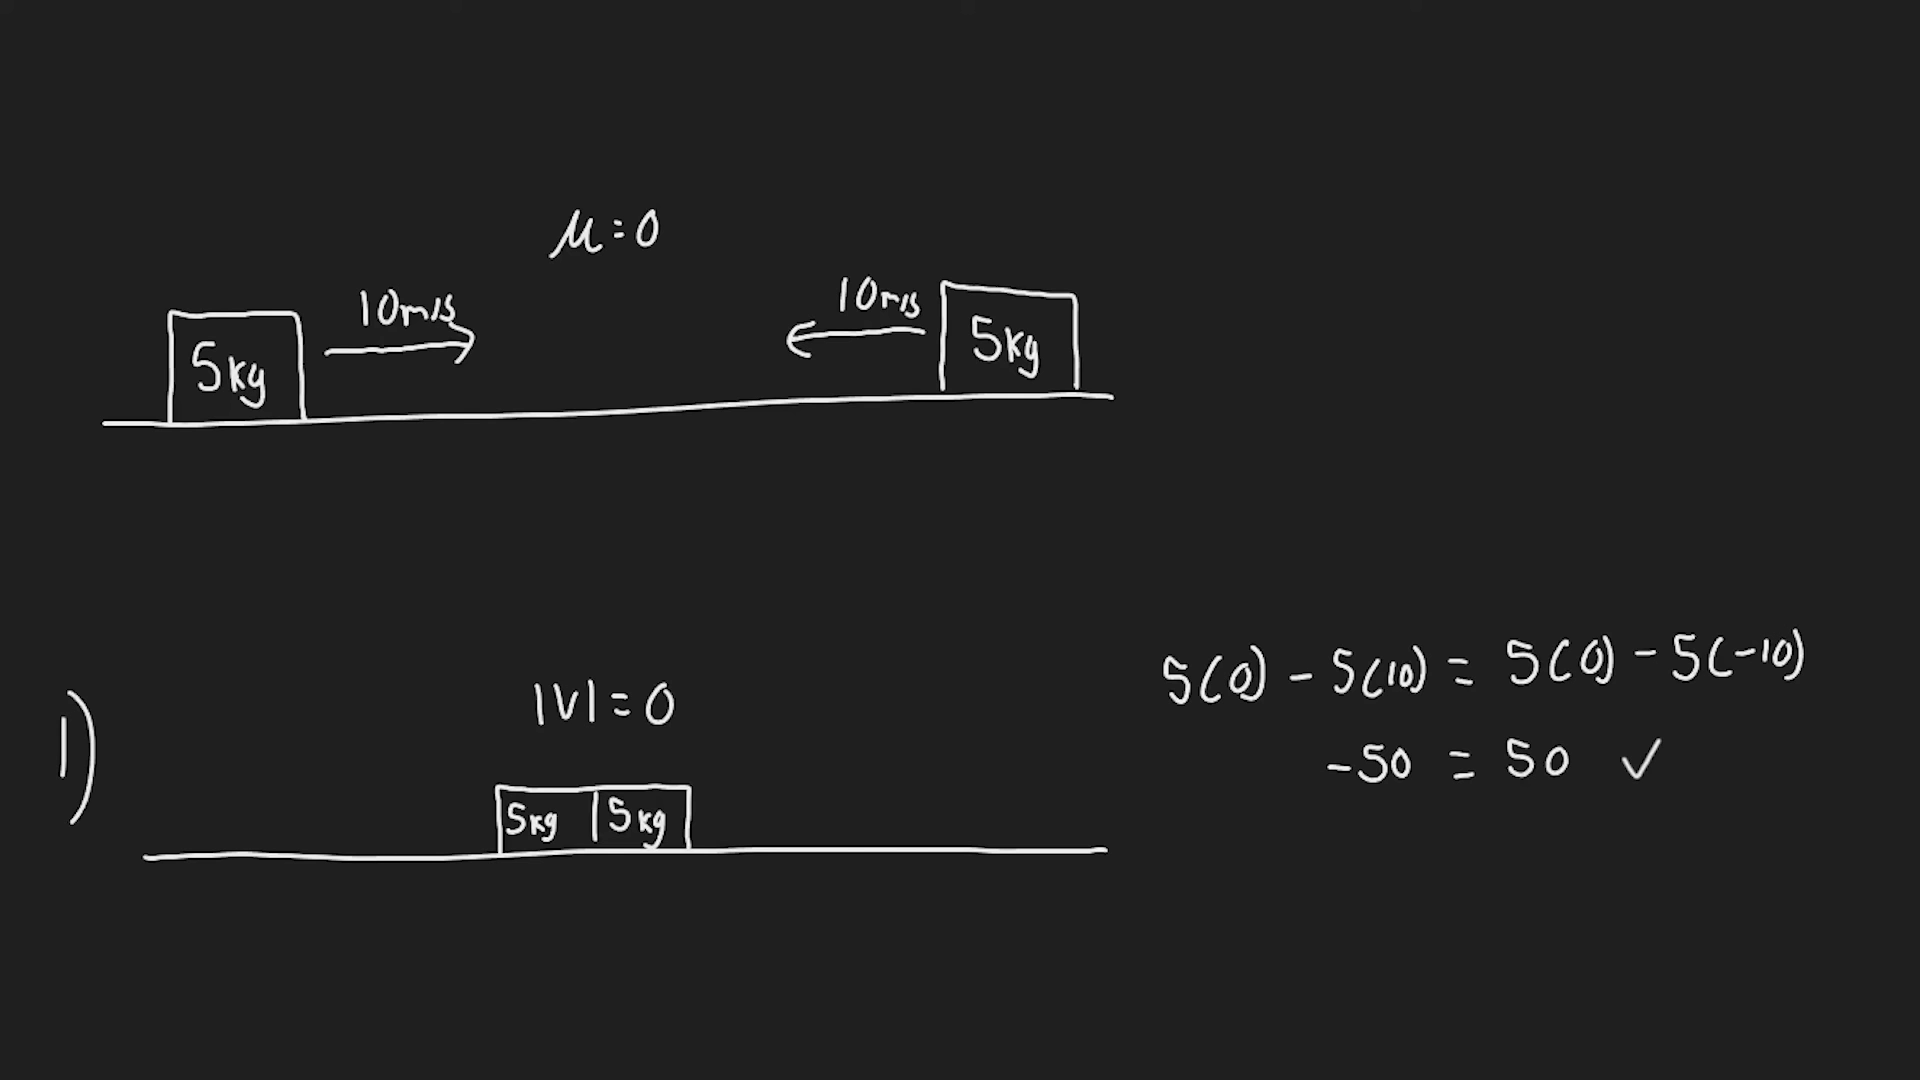 μ = 0
10m/s
10m/s
5kg
5kg
|V| = 0
5(0) - 5(10) = 5(0) - 5(-10)
1)
-50 = 50 ✓
5kg 5kg